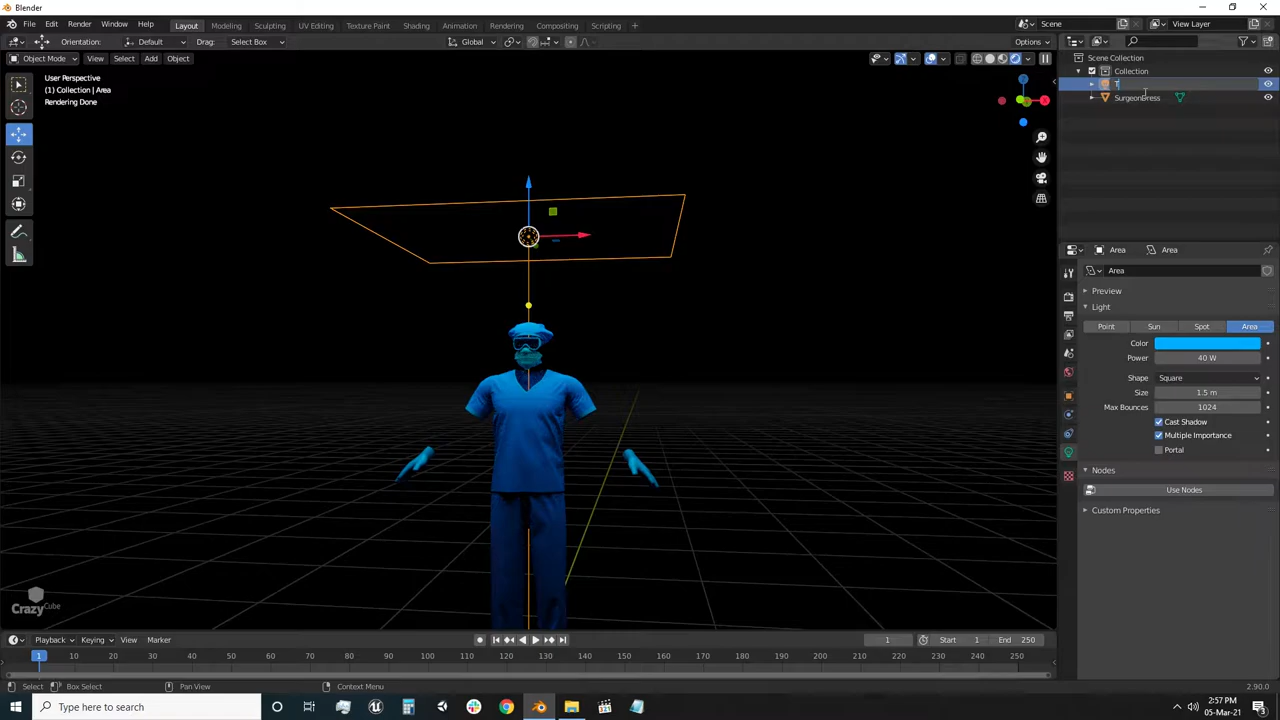 Blender
File Edit Render Window Help
Layout Modeling Sculpting UV Editing Texture Paint Shading Animation Rendering Compositing Scripting +
Scene View Layer
Orientation: Default Drag: Select Box Global Options
Object Mode View Select Add Object
User Perspective
(1) Collection | Area
Rendering Done
Scene Collection
Collection
T
SurgeonDress
Z
X
Area Area
Area
Preview
Light
Point Sun Spot Area
Color
Power 40 W
Shape Square
Size 1.5 m
Max Bounces 1024
Cast Shadow
Multiple Importance
Portal
Nodes
Use Nodes
Custom Properties
CrazyCube
Playback Keying View Marker 1 Start 1 End 250
1 10 20 30 40 50 60 70 80 90 100 110 120 130 140 150 160 170 180 190 200 210 220 230 240 250
Select Box Select Pan View Context Menu 2.90.0
Type here to search
2:57 PM
05-Mar-21